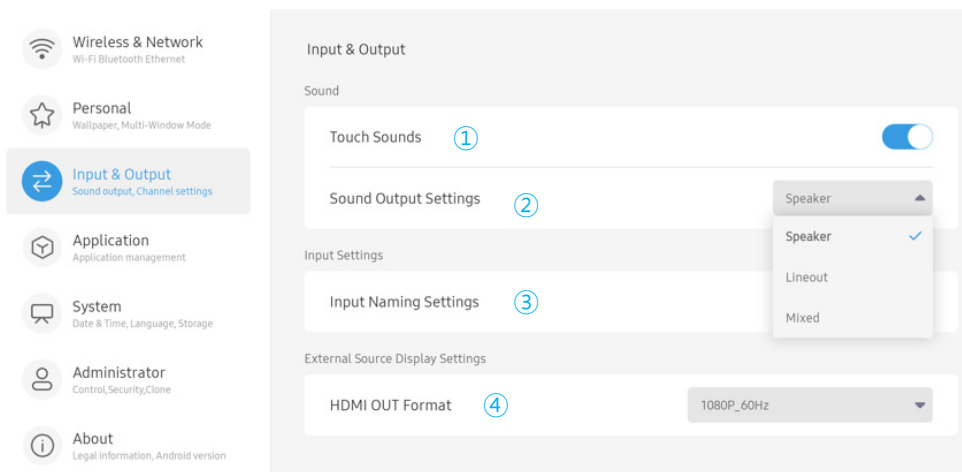 Wireless & Network
Wi-Fi Bluetooth Ethernet
Personal
Wallpaper, Multi-Window Mode
Input & Output
Sound output, Channel settings
Application
Application management
System
Date & Time, Language, Storage
Administrator
Control,Security,Clone
About
Legal information, Android version
Input & Output
Sound
Touch Sounds ①
Sound Output Settings ② Speaker
Speaker
Lineout
Mixed
Input Settings
Input Naming Settings ③
External Source Display Settings
HDMI OUT Format ④ 1080P_60Hz